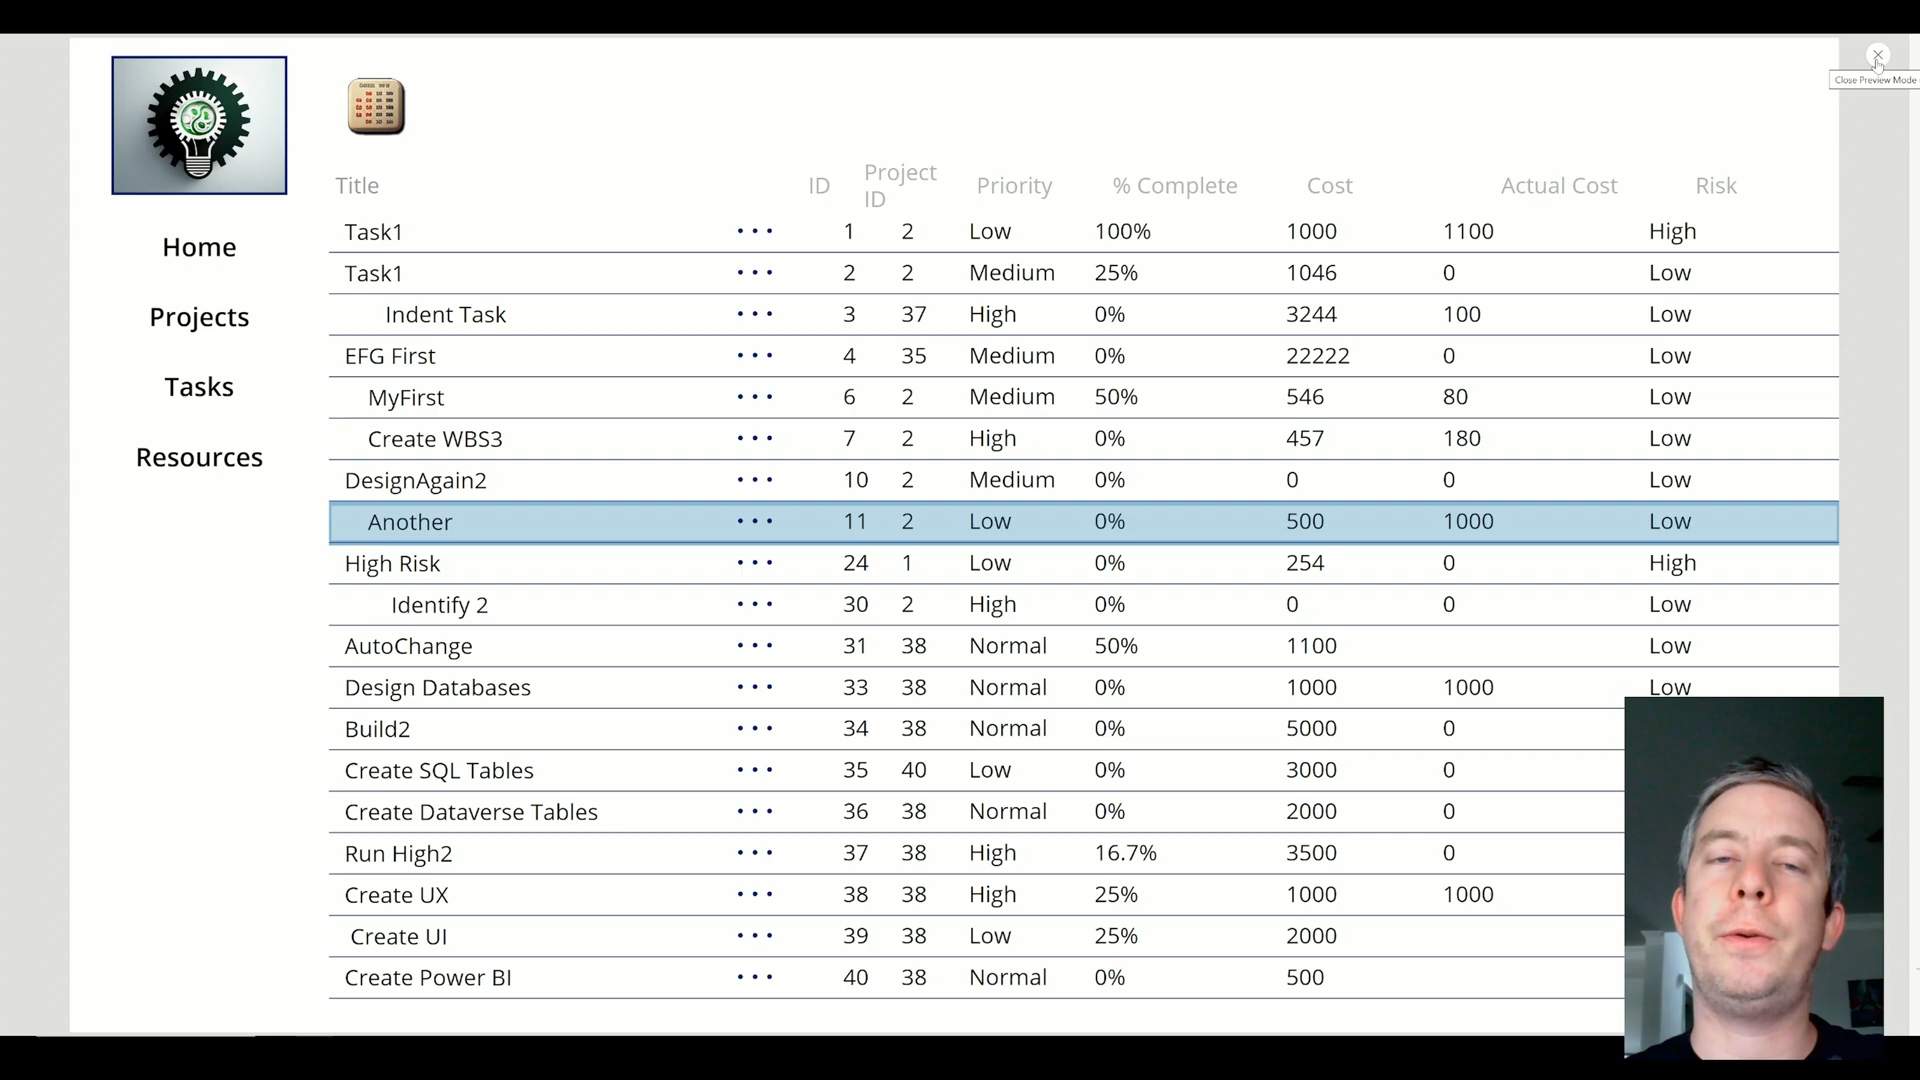 Close Preview Mode
Title ID Project ID Priority % Complete Cost Actual Cost Risk
Home
Projects
Tasks
Resources
Task1 ... 1 2 Low 100% 1000 1100 High
Task1 ... 2 2 Medium 25% 1046 0 Low
Indent Task ... 3 37 High 0% 3244 100 Low
EFG First ... 4 35 Medium 0% 22222 0 Low
MyFirst ... 6 2 Medium 50% 546 80 Low
Create WBS3 ... 7 2 High 0% 457 180 Low
DesignAgain2 ... 10 2 Medium 0% 0 0 Low
Another ... 11 2 Low 0% 500 1000 Low
High Risk ... 24 1 Low 0% 254 0 High
Identify 2 ... 30 2 High 0% 0 0 Low
AutoChange ... 31 38 Normal 50% 1100 Low
Design Databases ... 33 38 Normal 0% 1000 1000 Low
Build2 ... 34 38 Normal 0% 5000 0
Create SQL Tables ... 35 40 Low 0% 3000 0
Create Dataverse Tables ... 36 38 Normal 0% 2000 0
Run High2 ... 37 38 High 16.7% 3500 0
Create UX ... 38 38 High 25% 1000 1000
Create UI ... 39 38 Low 25% 2000
Create Power BI ... 40 38 Normal 0% 500